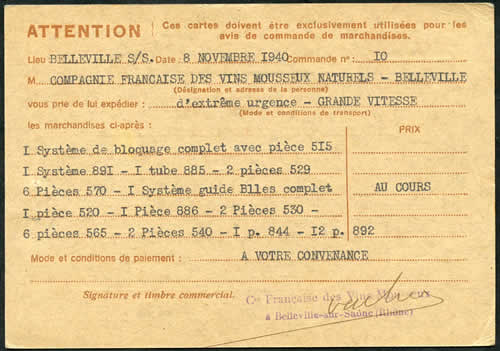 ATTENTION
Ces cartes doivent être exclusivement utilisées pour les
avis de commande de marchandises.
Lieu BELLEVILLE S/S. Date : 8 NOVEMBRE 1940 Commande n° : IO
M COMPAGNIE FRANCAISE DES VINS MOUSSEUX NATURELS - BELLEVILLE
(Désignation et adresse de la personne)
vous prie de lui expédier : d'extrême urgence - GRANDE VITESSE
(Mode et conditions de transport)
les marchandises ci-après : PRIX
I Système de bloquage complet avec pièce 5I5
I Système 89I - I tube 885 - 2 pièces 529
6 Pièces 570 - I Système guide Blles complet AU COURS
I pièce 520 - I Pièce 886 - 2 Pièces 530 -
6 pièces 565 - 2 Pièces 540 - I p. 844 - I2 p. 892
Mode et conditions de paiement : A VOTRE CONVENANCE
Signature et timbre commercial.
Cie Française des Vins
à Belleville-sur-Saône (Rhône)